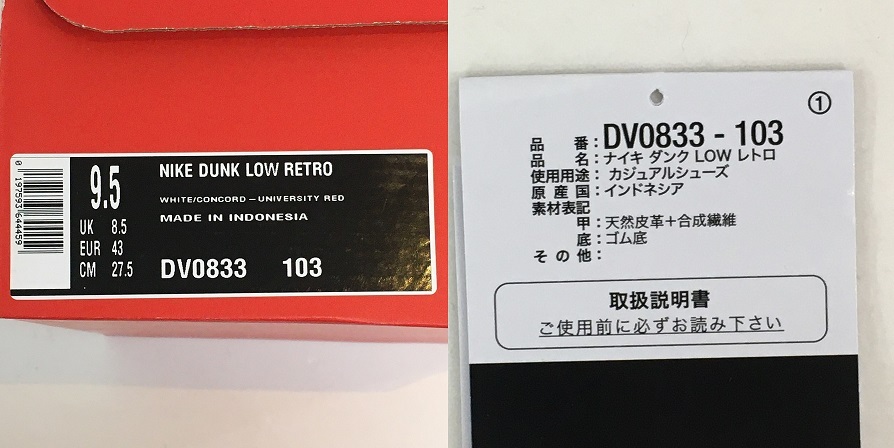 0 197593 644459
9.5
UK 8.5
EUR 43
CM 27.5
NIKE DUNK LOW RETRO
WHITE/CONCORD-UNIVERSITY RED
MADE IN INDONESIA
DV0833 103
①
品番:DV0833-103
品名:ナイキ ダンク LOW レトロ
使用用途:カジュアルシューズ
原産国:インドネシア
素材表記
甲:天然皮革+合成繊維
底:ゴム底
その他:
取扱説明書
ご使用前に必ずお読み下さい